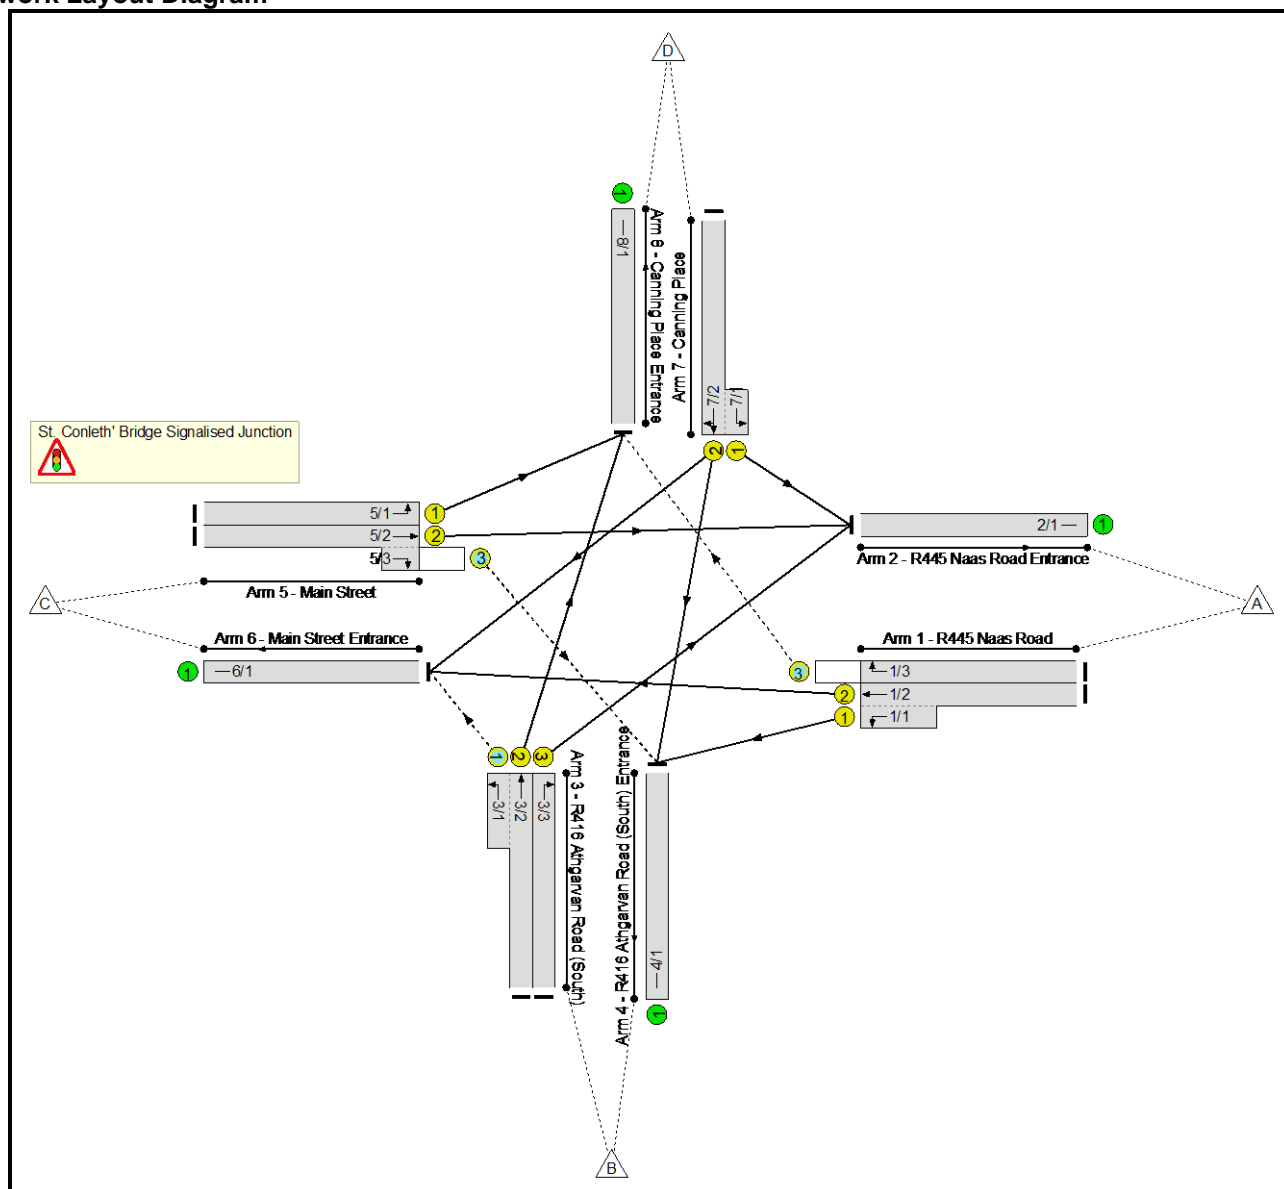 work Layout Diagram
D
1
8/1
Arm 8 - Canning Place Entrance
Arm 7 - Canning Place
7/2
7/1
2
1
St. Conleth' Bridge Signalised Junction
5/1
1
5/2
2
5/3
3
Arm 5 - Main Street
2/1
1
Arm 2 - R445 Naas Road Entrance
C
A
Arm 6 - Main Street Entrance
1
6/1
Arm 1 - R445 Naas Road
3
1/3
2
1/2
1
1/1
1
2
3
3/1
3/2
3/3
Arm 3 - R416 Athgarvan Road (South)
Arm 4 - R416 Athgarvan Road (South) Entrance
4/1
1
B